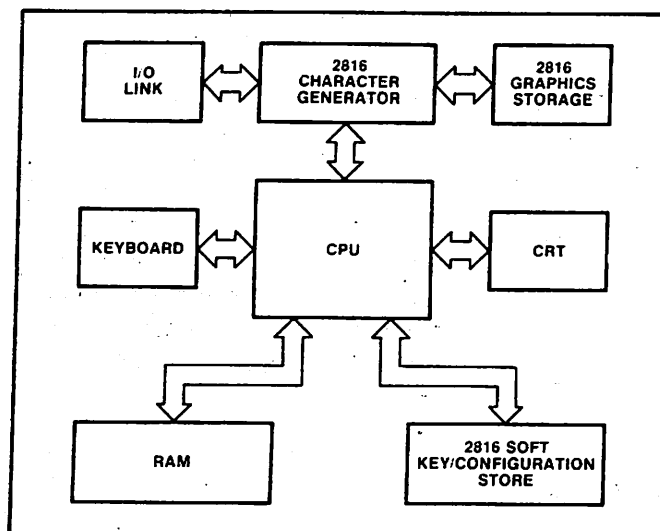 I/O
LINK
2816
CHARACTER
GENERATOR
2816
GRAPHICS
STORAGE
KEYBOARD
CPU
CRT
RAM
2816 SOFT
KEY/CONFIGURATION
STORE